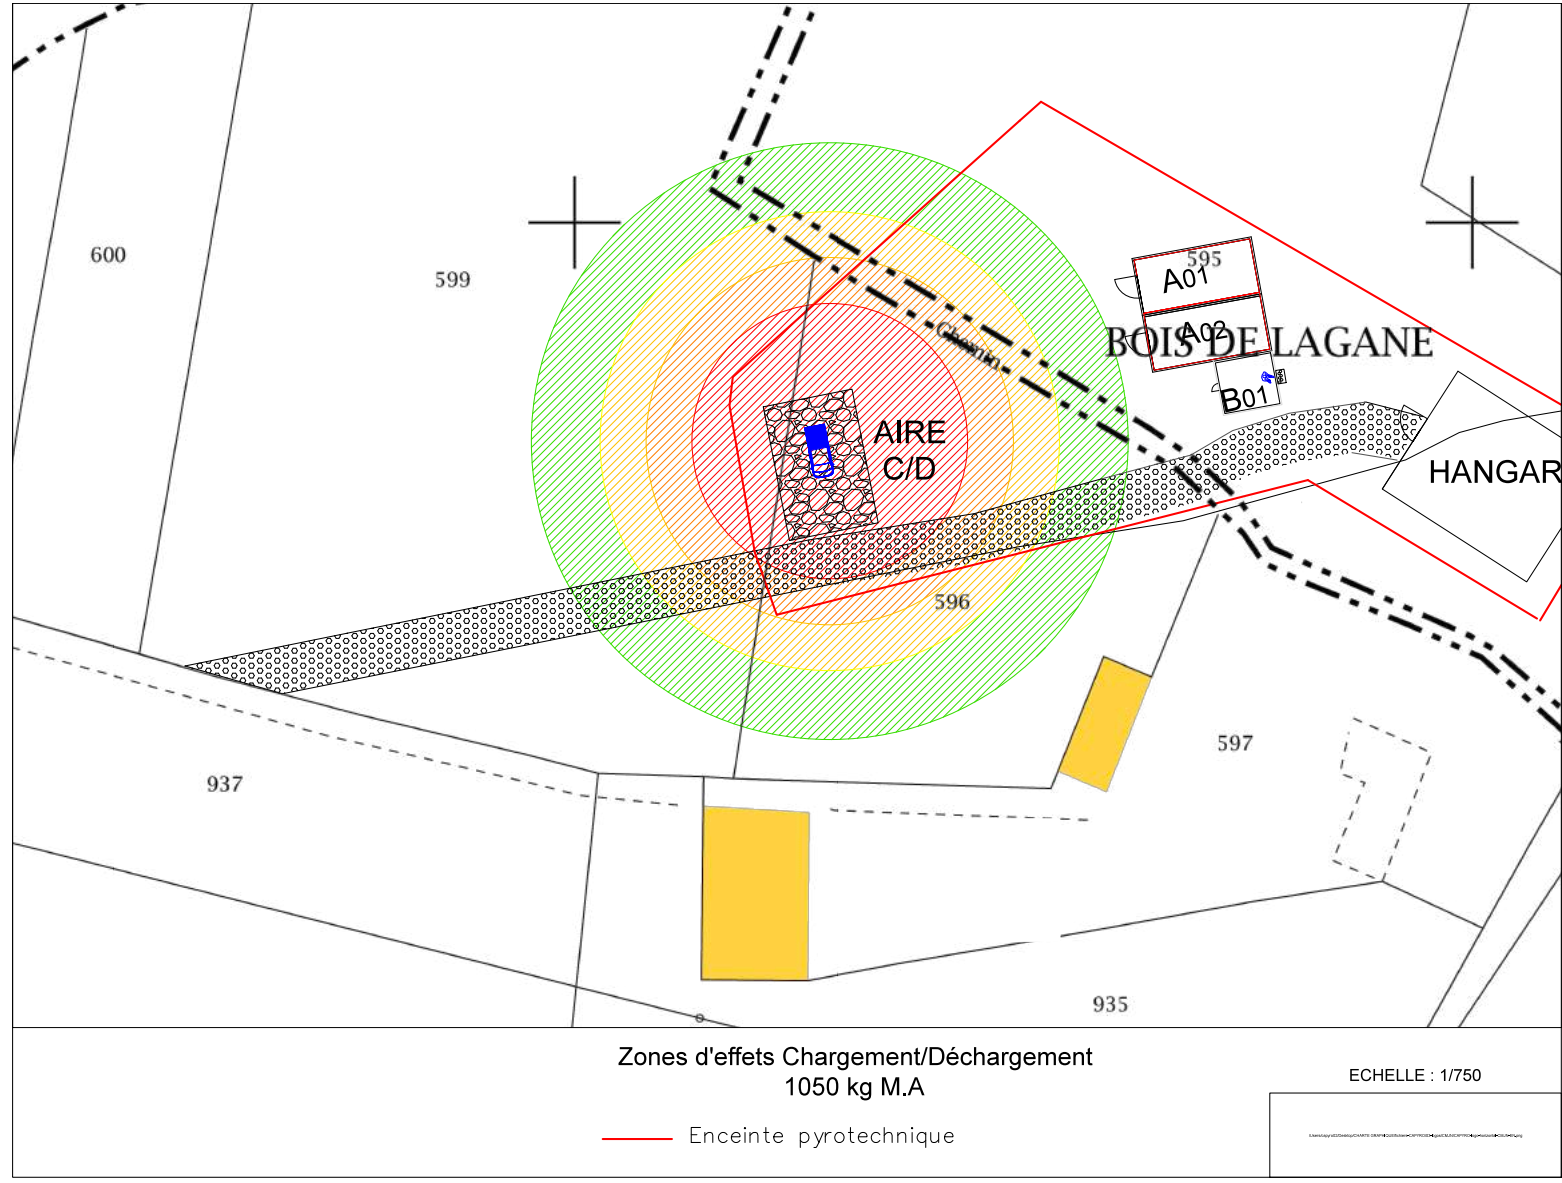 600
599
595
A01
Chemin
A02
BOIS DE LAGANE
B01
AIRE
C/D
HANGAR
596
597
937
935
Zones d'effets Chargement/Déchargement
1050 kg M.A
ECHELLE : 1/750
Enceinte pyrotechnique